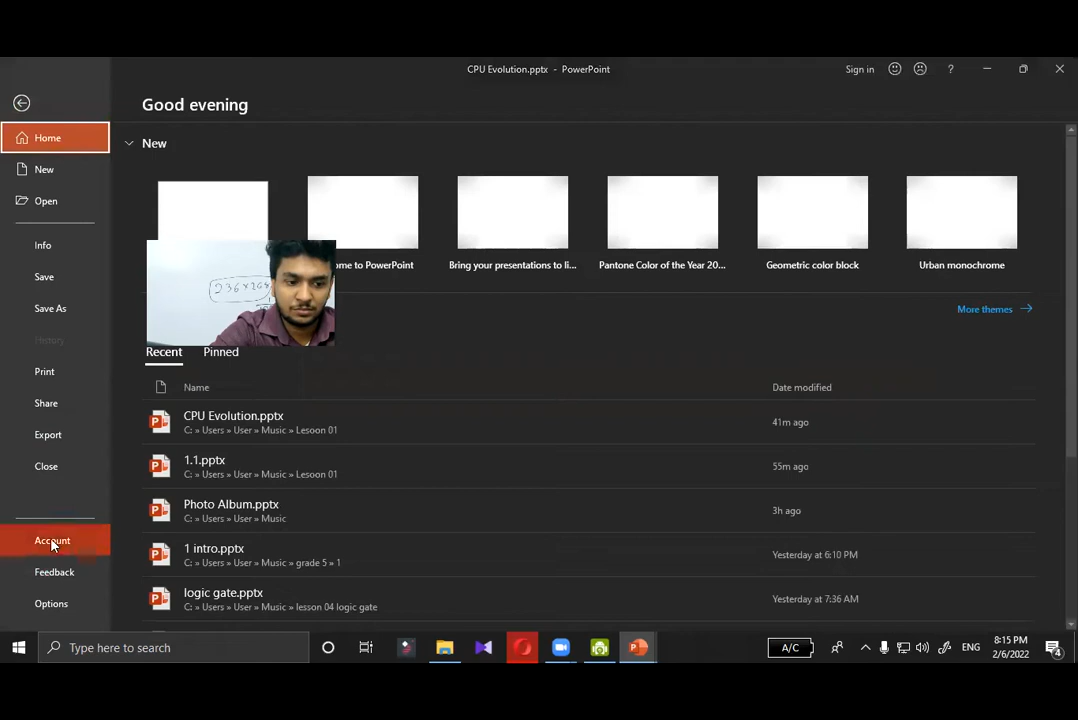 CPU Evolution.pptx - PowerPoint
Sign in
?
Good evening
Home
New
New
Open
Info
Save
Save As
History
Print
Share
Export
Close
Account
Feedback
Options
ome to PowerPoint
Bring your presentations to li...
Pantone Color of the Year 20...
Geometric color block
Urban monochrome
More themes
Recent
Pinned
Name
Date modified
CPU Evolution.pptx
C: » Users » User » Music » Lesoon 01
41m ago
1.1.pptx
C: » Users » User » Music » Lesoon 01
55m ago
Photo Album.pptx
C: » Users » User » Music
3h ago
1 intro.pptx
C: » Users » User » Music » grade 5 » 1
Yesterday at 6:10 PM
logic gate.pptx
C: » Users » User » Music » lesson 04 logic gate
Yesterday at 7:36 AM
Type here to search
A/C
ENG
8:15 PM
2/6/2022
4